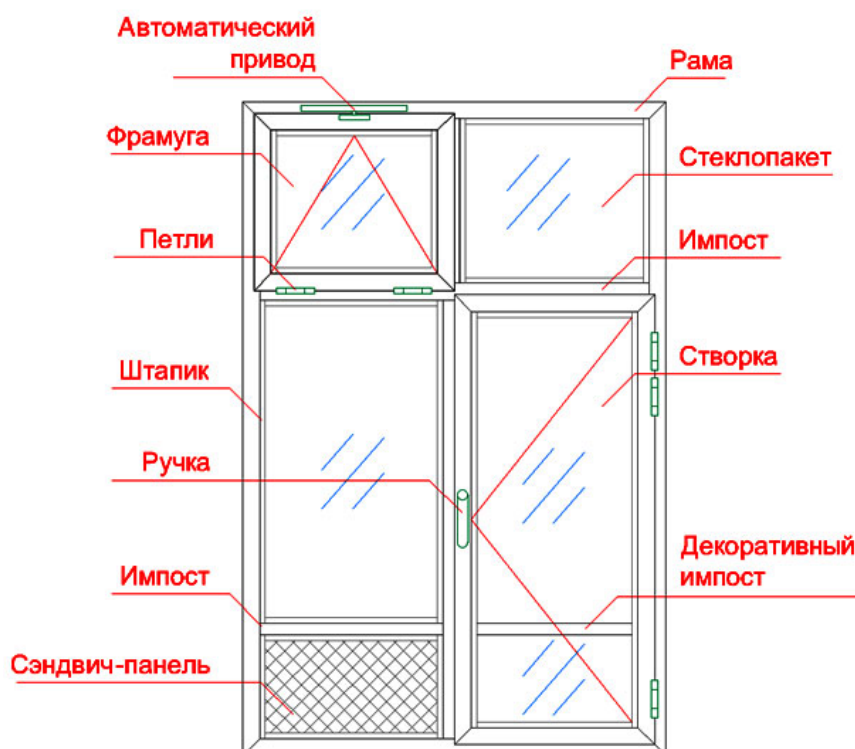 Автоматический
привод
Рама
Фрамуга
Стеклопакет
Петли
Импост
Штапик
Створка
Ручка
Декоративный
импост
Импост
Сэндвич-панель